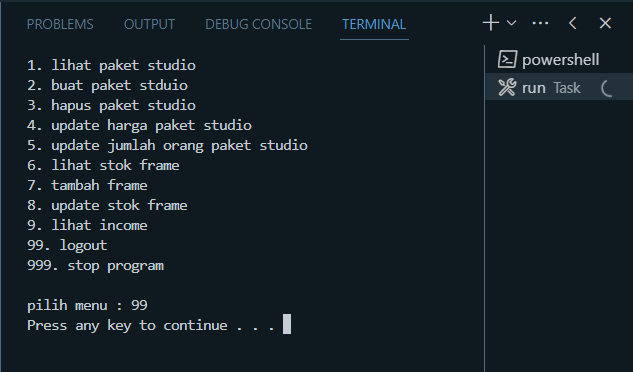 PROBLEMS OUTPUT DEBUG CONSOLE TERMINAL
1. lihat paket studio
2. buat paket stduio
3. hapus paket studio
4. update harga paket studio
5. update jumlah orang paket studio
6. lihat stok frame
7. tambah frame
8. update stok frame
9. lihat income
99. logout
999. stop program
pilih menu : 99
Press any key to continue . . .
powershell
run Task